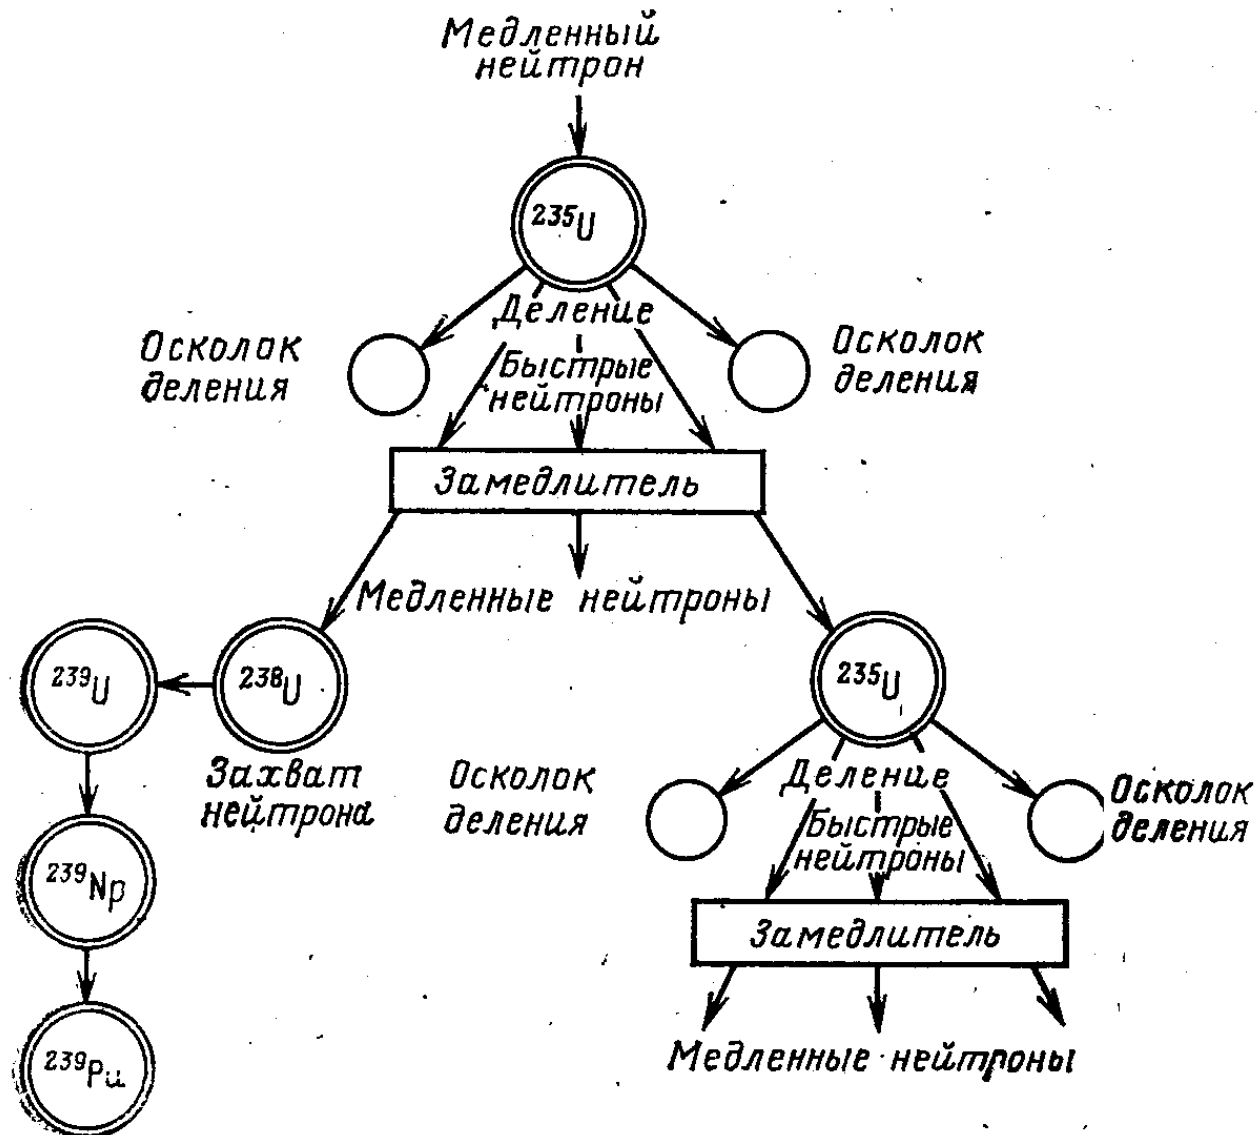 Медленный
нейтрон
235U
Деление
Осколок
деления
Быстрые
нейтроны
Осколок
деления
Замедлитель
Медленные нейтроны
239U
238U
235U
Захват
нейтрона
Осколок
деления
Деление
Быстрые
нейтроны
Осколок
деления
239Np
Замедлитель
239Pu
Медленные нейтроны